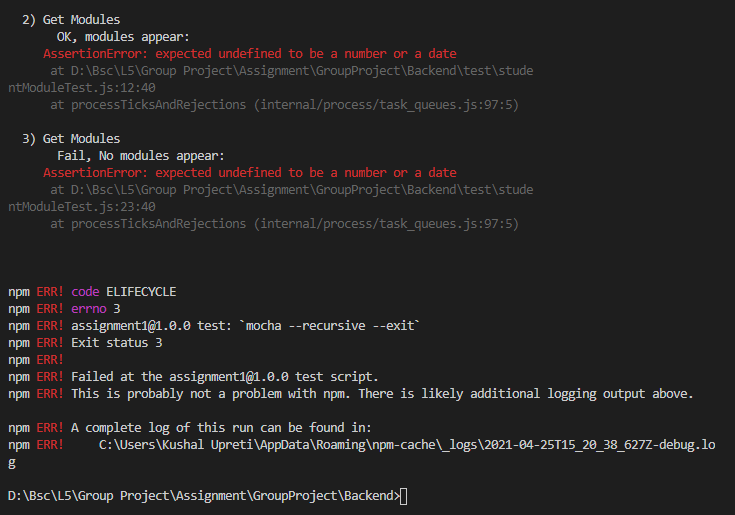 2) Get Modules
OK, modules appear:
AssertionError: expected undefined to be a number or a date
at D:\Bsc\L5\Group Project\Assignment\GroupProject\Backend\test\stude
ntModuleTest.js:12:40
at processTicksAndRejections (internal/process/task_queues.js:97:5)
3) Get Modules
Fail, No modules appear:
AssertionError: expected undefined to be a number or a date
at D:\Bsc\L5\Group Project\Assignment\GroupProject\Backend\test\stude
ntModuleTest.js:23:40
at processTicksAndRejections (internal/process/task_queues.js:97:5)
npm ERR! code ELIFECYCLE
npm ERR! errno 3
npm ERR! assignment1@1.0.0 test: `mocha --recursive --exit`
npm ERR! Exit status 3
npm ERR!
npm ERR! Failed at the assignment1@1.0.0 test script.
npm ERR! This is probably not a problem with npm. There is likely additional logging output above.
npm ERR! A complete log of this run can be found in:
npm ERR!     C:\Users\Kushal Upreti\AppData\Roaming\npm-cache\_logs\2021-04-25T15_20_38_627Z-debug.lo
g
D:\Bsc\L5\Group Project\Assignment\GroupProject\Backend>